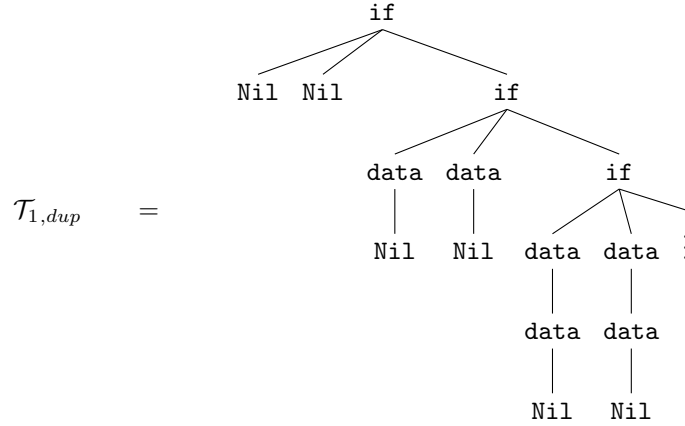 if
Nil Nil if
data data if
𝒯₁,dup =
Nil Nil data data
data data
Nil Nil